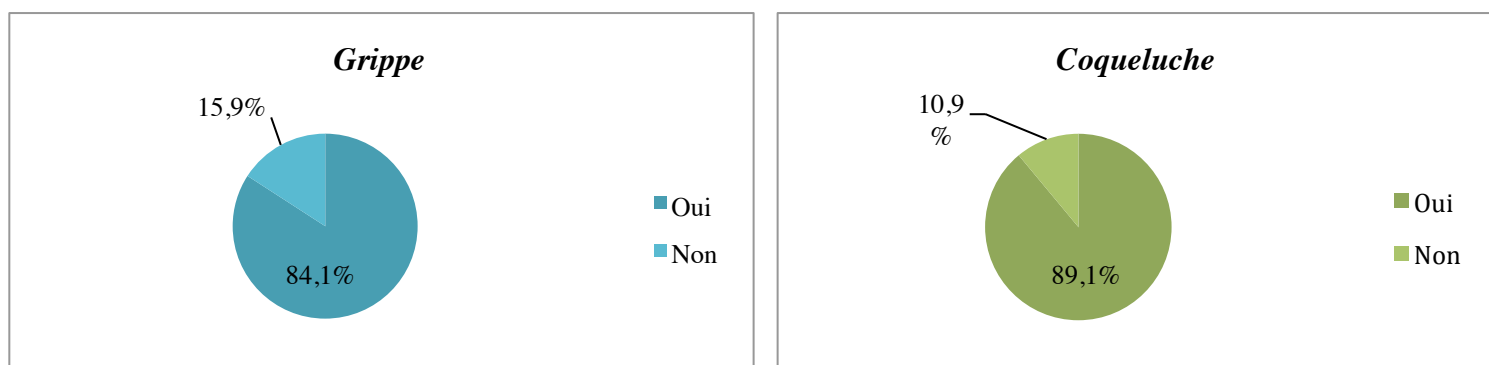 Grippe
15,9%
84,1%
Oui
Non
Coqueluche
10,9
%
89,1%
Oui
Non